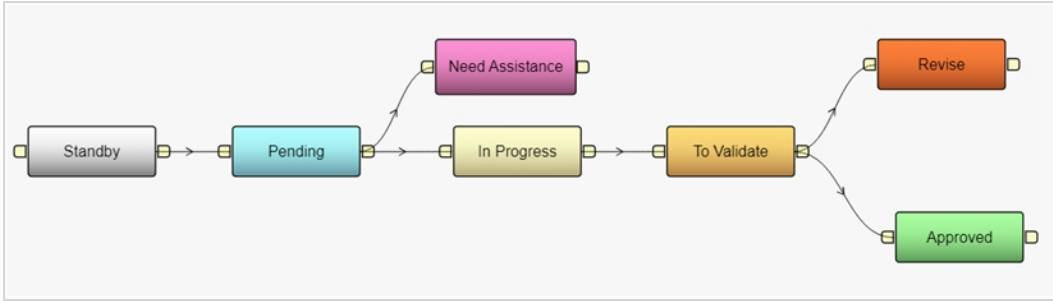 Need Assistance
Revise
Standby
Pending
In Progress
To Validate
Approved